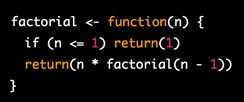 factorial <- function(n) {
  if (n <= 1) return(1)
  return(n * factorial(n - 1))
}